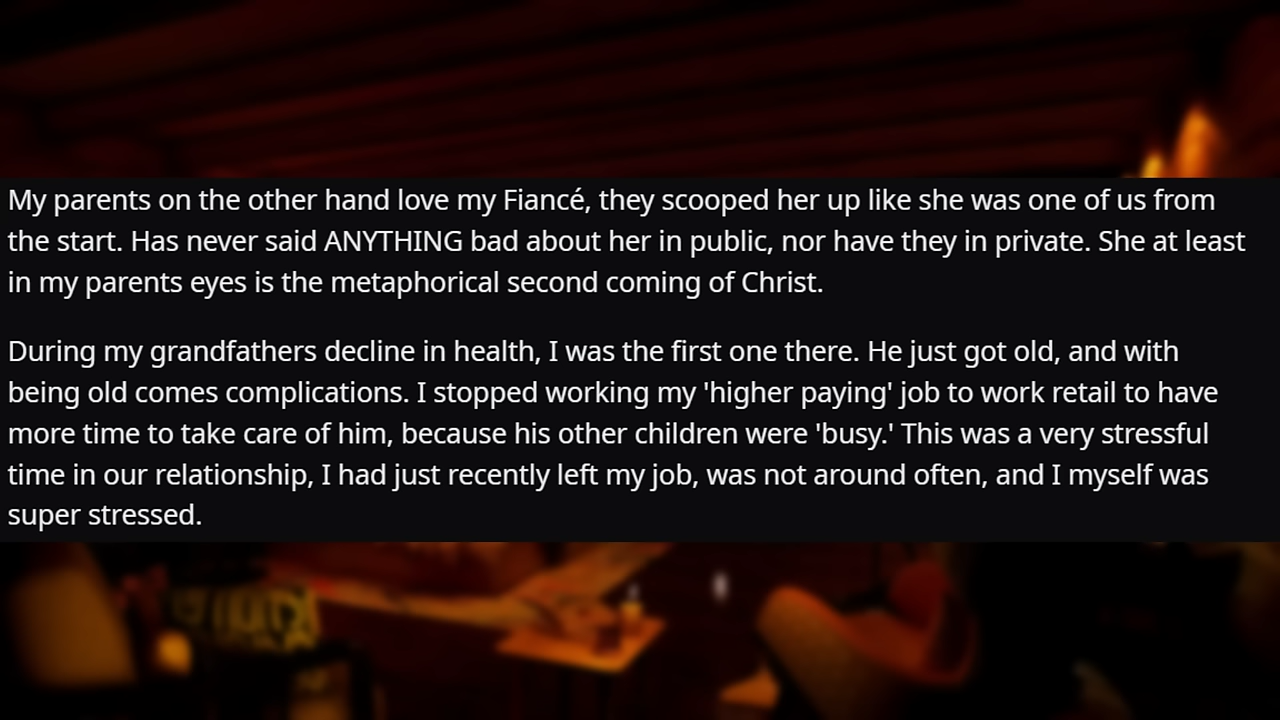 My parents on the other hand love my Fiancé, they scooped her up like she was one of us from
the start. Has never said ANYTHING bad about her in public, nor have they in private. She at least
in my parents eyes is the metaphorical second coming of Christ.
During my grandfathers decline in health, I was the first one there. He just got old, and with
being old comes complications. I stopped working my 'higher paying' job to work retail to have
more time to take care of him, because his other children were 'busy.' This was a very stressful
time in our relationship, I had just recently left my job, was not around often, and I myself was
super stressed.